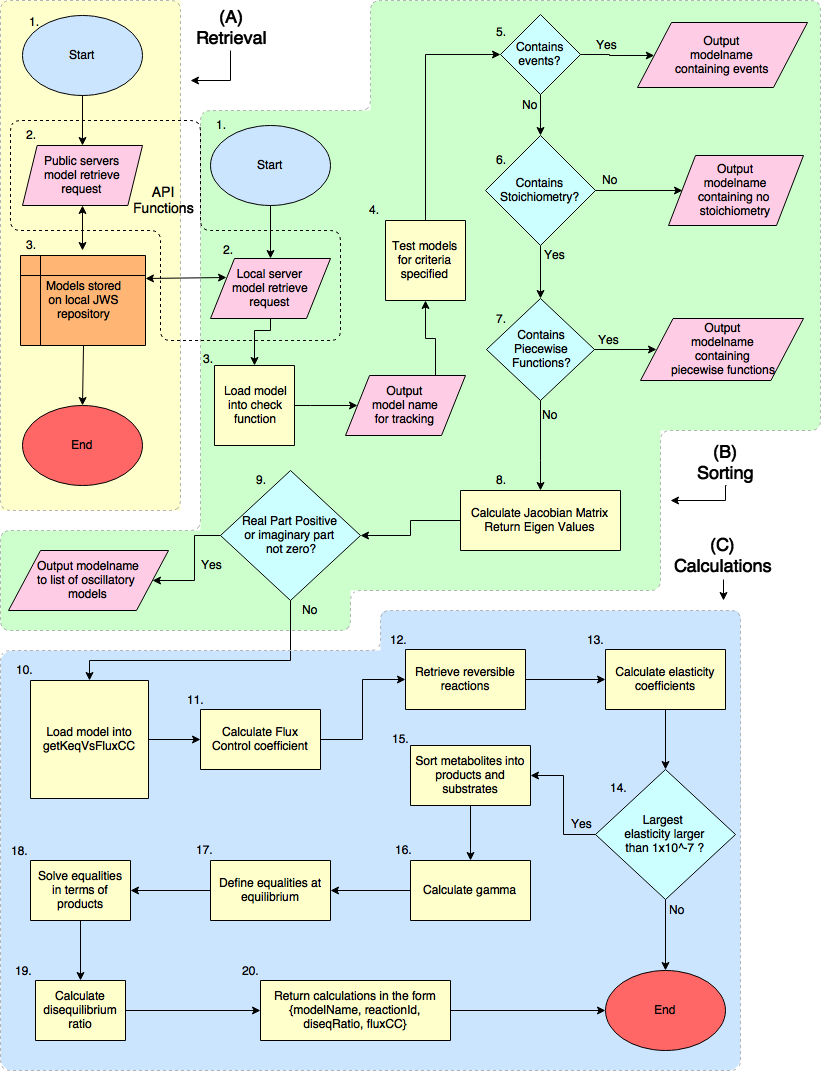 (A)
Retrieval
1.
Start
2.
Public servers
model retrieve
request
API
Functions
3.
Models stored
on local JWS
repository
End
1.
Start
2.
Local server
model retrieve
request
3.
Load model
into check
function
Output
model name
for tracking
4.
Test models
for criteria
specified
5.
Contains
events?
Yes
Output
modelname
containing events
No
6.
Contains
Stoichiometry?
No
Output
modelname
containing no
stoichiometry
Yes
7.
Contains
Piecewise
Functions?
Yes
Output
modelname
containing
piecewise functions
No
(B)
Sorting
8.
Calculate Jacobian Matrix
Return Eigen Values
9.
Real Part Positive
or imaginary part
not zero?
Yes
Output modelname
to list of oscillatory
models
No
(C)
Calculations
10.
Load model into
getKeqVsFluxCC
11.
Calculate Flux
Control coefficient
12.
Retrieve reversible
reactions
13.
Calculate elasticity
coefficients
14.
Largest
elasticity larger
than 1x10^-7 ?
Yes
No
15.
Sort metabolites into
products and
substrates
16.
Calculate gamma
17.
Define equalities at
equilibrium
18.
Solve equalities
in terms of
products
19.
Calculate
disequilibrium
ratio
20.
Return calculations in the form
{modelName, reactionId,
diseqRatio, fluxCC}
End